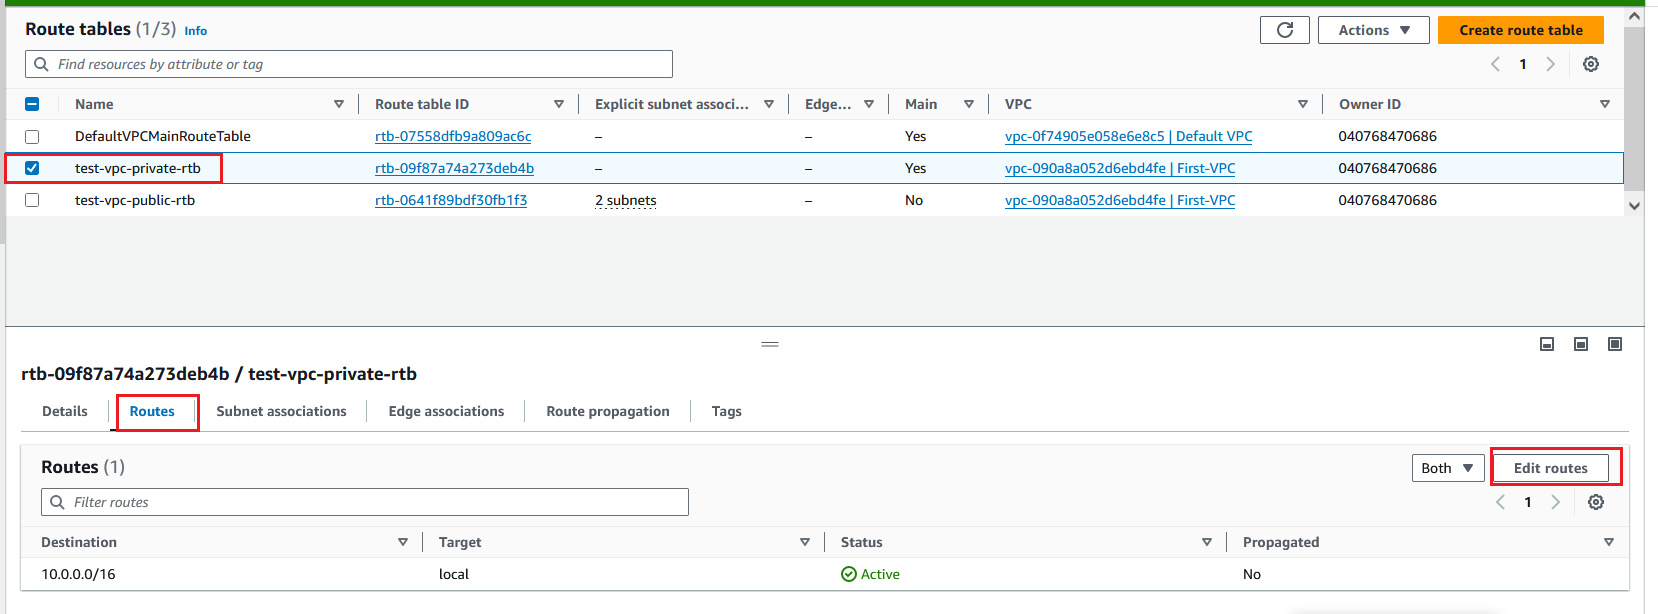 Route tables (1/3) Info
Actions
Create route table
Find resources by attribute or tag
1
Name Route table ID Explicit subnet associ... Edge... Main VPC Owner ID
DefaultVPCMainRouteTable rtb-07558dfb9a809ac6c – – Yes vpc-0f74905e058e6e8c5 | Default VPC 040768470686
test-vpc-private-rtb rtb-09f87a74a273deb4b – – Yes vpc-090a8a052d6ebd4fe | First-VPC 040768470686
test-vpc-public-rtb rtb-0641f89bdf30fb1f3 2 subnets – No vpc-090a8a052d6ebd4fe | First-VPC 040768470686
rtb-09f87a74a273deb4b / test-vpc-private-rtb
Details Routes Subnet associations Edge associations Route propagation Tags
Routes (1)
Both
Edit routes
Filter routes
1
Destination Target Status Propagated
10.0.0.0/16 local Active No